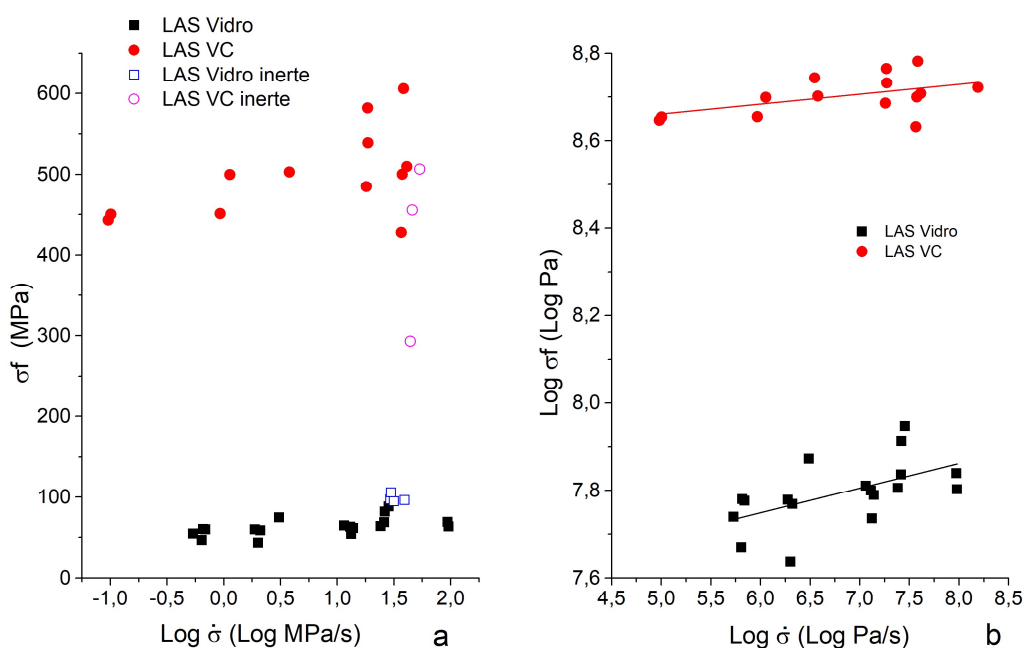 LAS Vidro
LAS VC
LAS Vidro inerte
LAS VC inerte
600
500
400
300
200
100
0
σf (MPa)
-1,0 -0,5 0,0 0,5 1,0 1,5 2,0
Log σ̇ (Log MPa/s)
a
8,8
8,6
8,4
8,2
8,0
7,8
7,6
Log σf (Log Pa)
LAS Vidro
LAS VC
4,5 5,0 5,5 6,0 6,5 7,0 7,5 8,0 8,5
Log σ̇ (Log Pa/s)
b